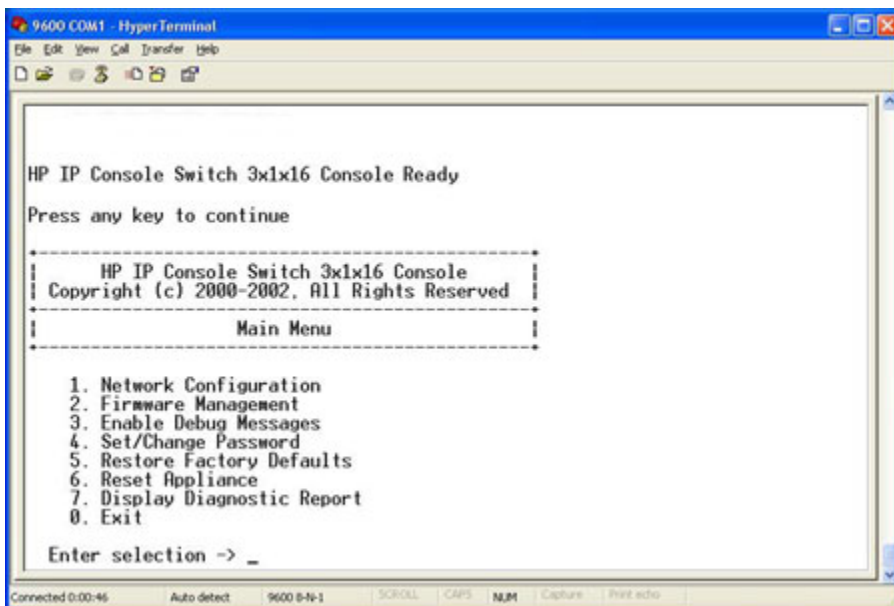 9600 COM1 - HyperTerminal
File Edit View Call Transfer Help
HP IP Console Switch 3x1x16 Console Ready
Press any key to continue
HP IP Console Switch 3x1x16 Console
Copyright (c) 2000-2002, All Rights Reserved
Main Menu
1. Network Configuration
2. Firmware Management
3. Enable Debug Messages
4. Set/Change Password
5. Restore Factory Defaults
6. Reset Appliance
7. Display Diagnostic Report
0. Exit
Enter selection -> _
Connected 0:00:46 Auto detect 9600 8-N-1 SCROLL CAPS NUM Capture Print echo